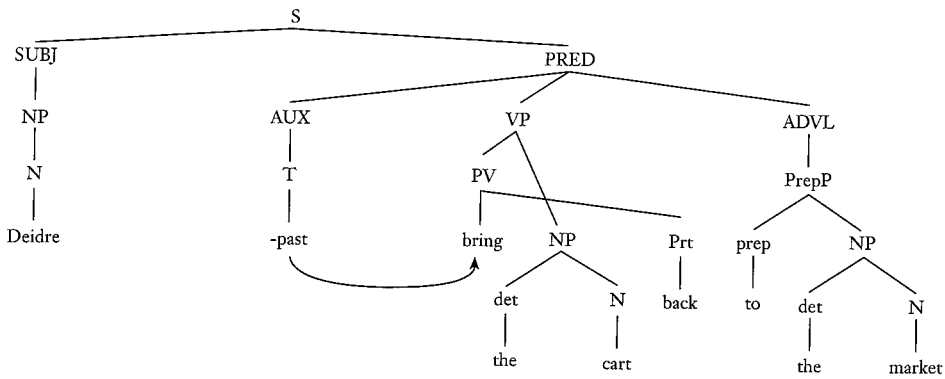 S
SUBJ PRED
NP AUX VP ADVL
N T PV PrepP
Deidre -past bring NP Prt prep NP
det N back to det N
the cart the market